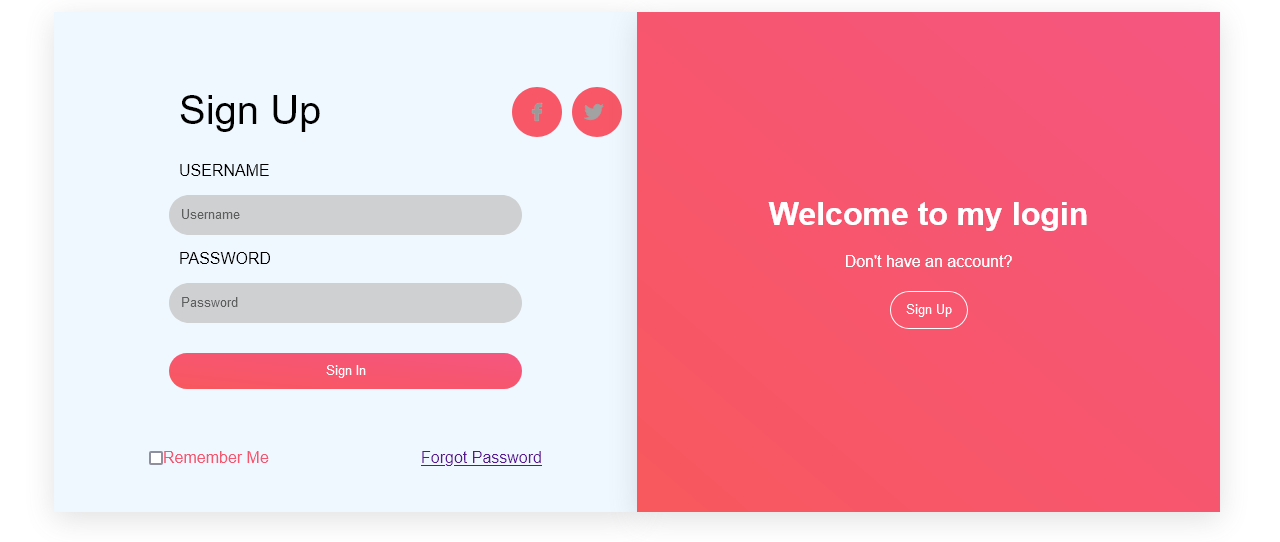 Sign Up
USERNAME
Username
PASSWORD
Password
Sign In
Remember Me
Forgot Password
Welcome to my login
Don't have an account?
Sign Up